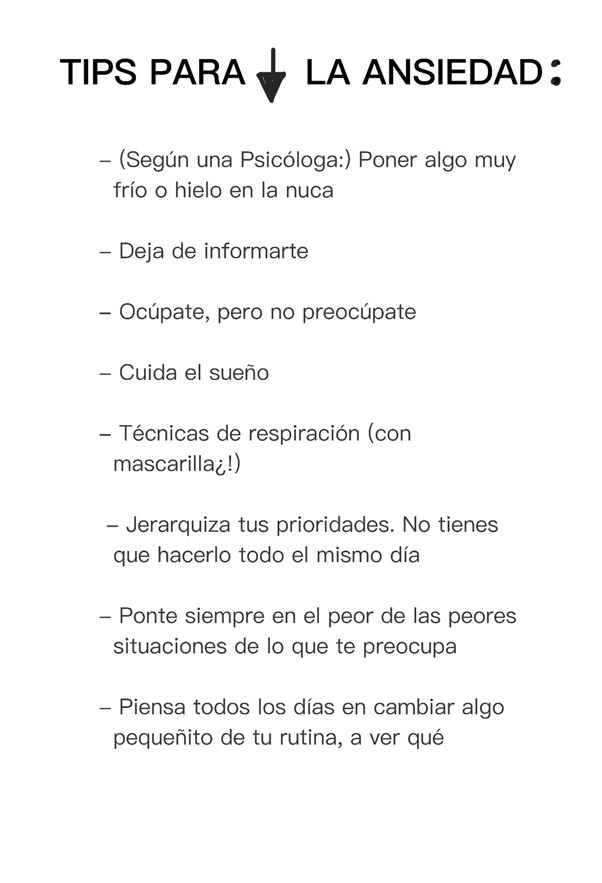 TIPS PARA ↓ LA ANSIEDAD:
– (Según una Psicóloga:) Poner algo muy
frío o hielo en la nuca
– Deja de informarte
– Ocúpate, pero no preocúpate
– Cuida el sueño
– Técnicas de respiración (con
mascarilla¿!)
– Jerarquiza tus prioridades. No tienes
que hacerlo todo el mismo día
– Ponte siempre en el peor de las peores
situaciones de lo que te preocupa
– Piensa todos los días en cambiar algo
pequeñito de tu rutina, a ver qué